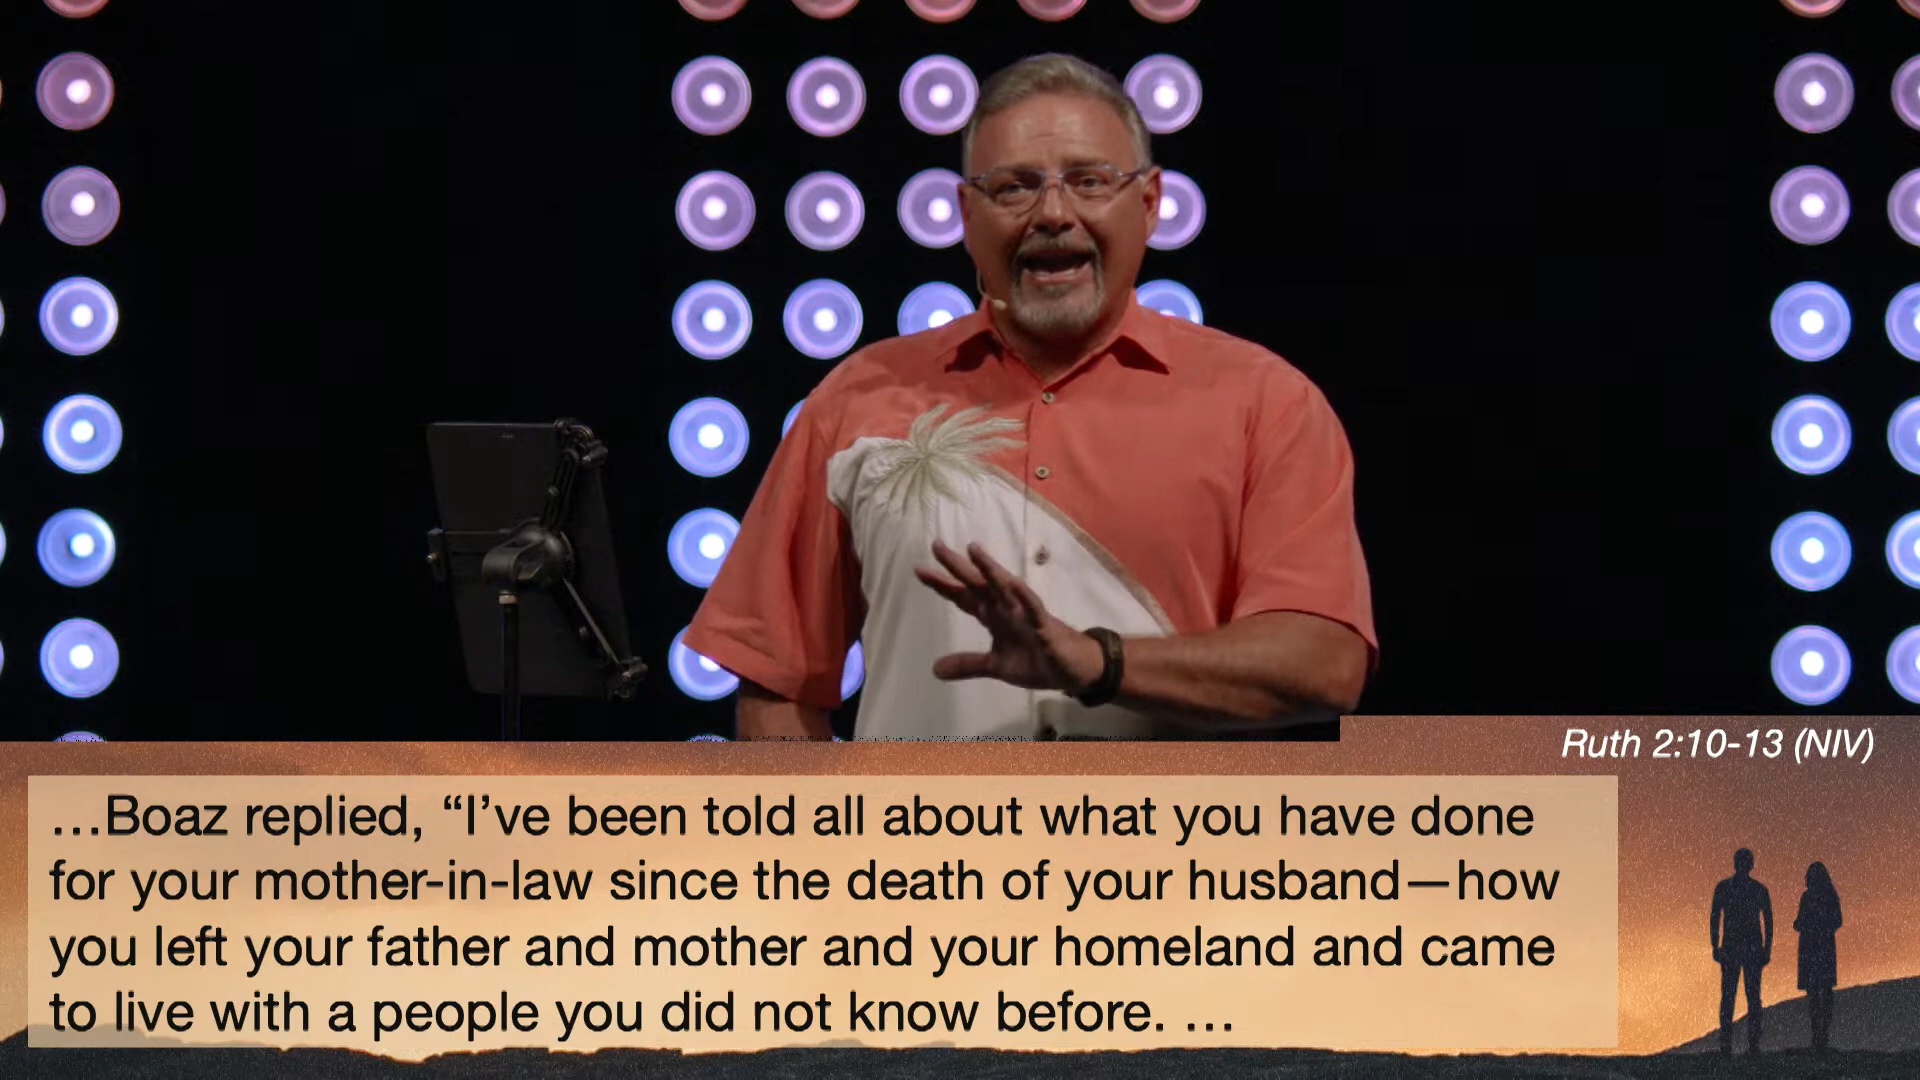 Ruth 2:10-13 (NIV)
…Boaz replied, “I’ve been told all about what you have done
for your mother-in-law since the death of your husband—how
you left your father and mother and your homeland and came
to live with a people you did not know before. …